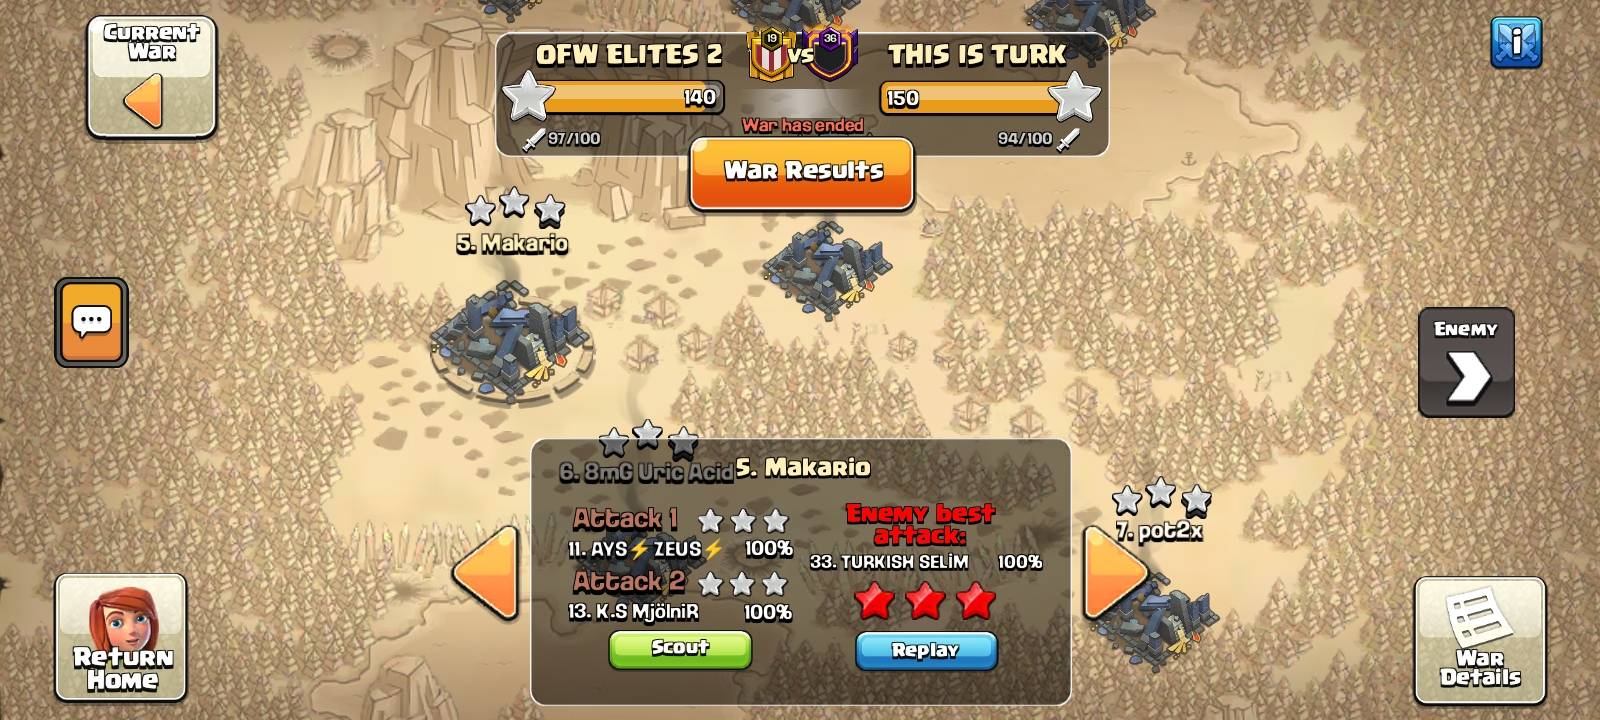 Current
War
OFW ELITES 2
19
VS
36
THIS IS TURK
140
150
97/100
War has ended
94/100
War Results
5. Makario
Enemy
6. 8mG Uric Acid
5. Makario
Attack 1
11. AYS⚡ZEUS⚡ 100%
Attack 2
13. K.S MjölniR 100%
Scout
Enemy best
attack:
33. TURKISH SELİM 100%
Replay
7. pot2x
Return
Home
War
Details